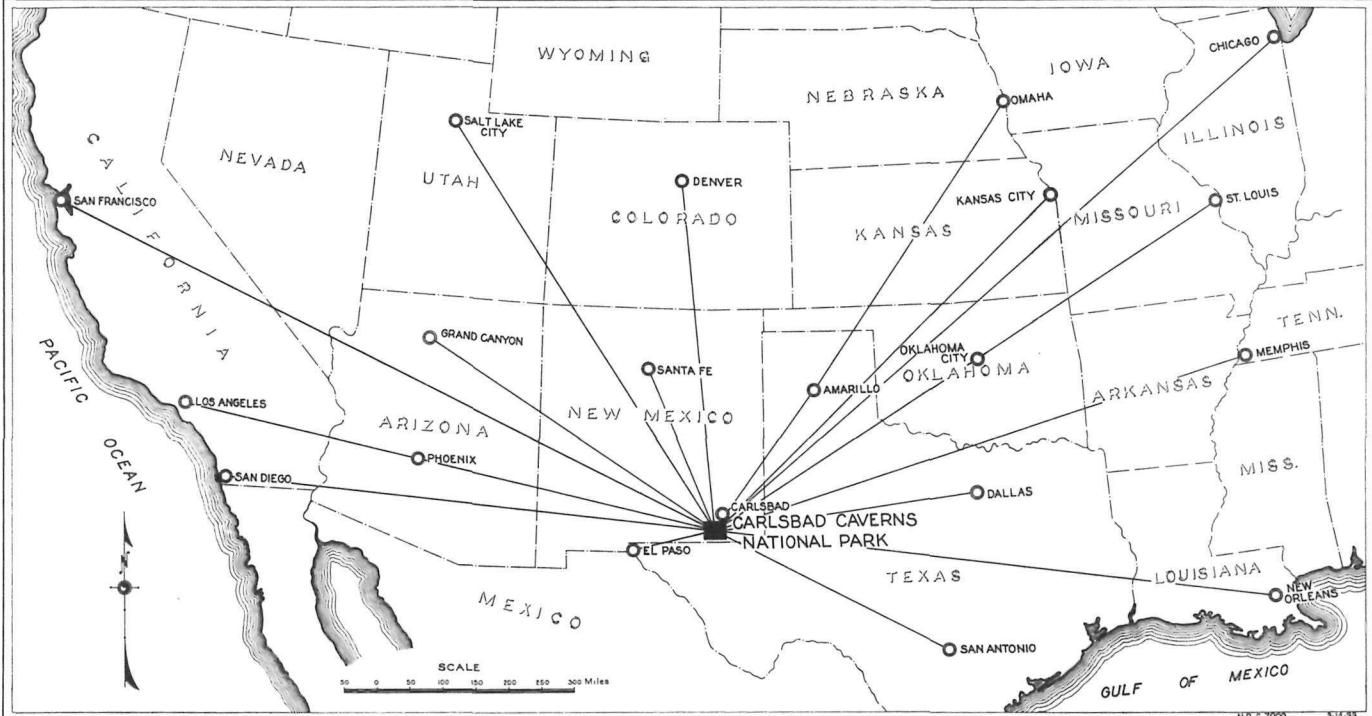 CHICAGO
WYOMING
IOWA
NEBRASKA
OMAHA
SALT LAKE
CITY
ILLINOIS
CALIFORNIA
NEVADA
UTAH
DENVER
KANSAS CITY
ST. LOUIS
SAN FRANCISCO
COLORADO
MISSOURI
KANSAS
TENN.
GRAND CANYON
OKLAHOMA
CITY
MEMPHIS
SANTA FE
OKLAHOMA
AMARILLO
ARKANSAS
PACIFIC
OCEAN
LOS ANGELES
NEW MEXICO
ARIZONA
PHOENIX
MISS.
SAN DIEGO
DALLAS
CARLSBAD
CARLSBAD CAVERNS
NATIONAL PARK
EL PASO
TEXAS
LOUISIANA
N
NEW
ORLEANS
MEXICO
SAN ANTONIO
SCALE
50 0 50 100 150 200 250 300 Miles
GULF OF MEXICO